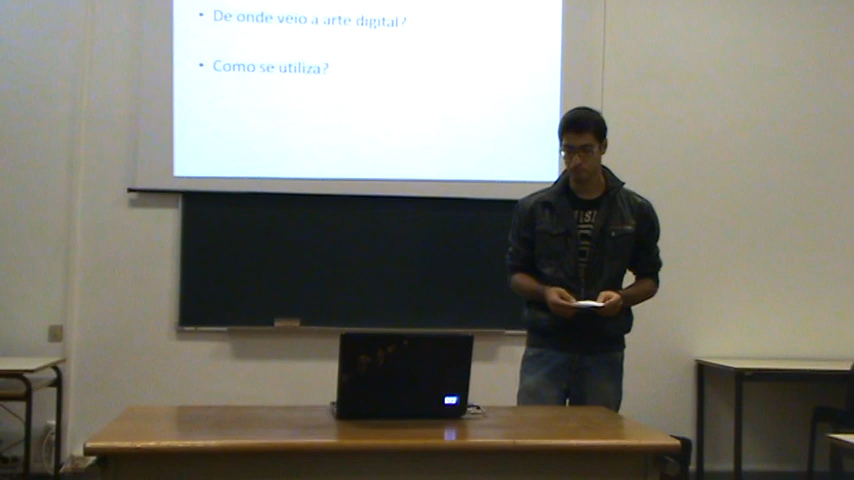 • De onde veio a arte digital?
• Como se utiliza?